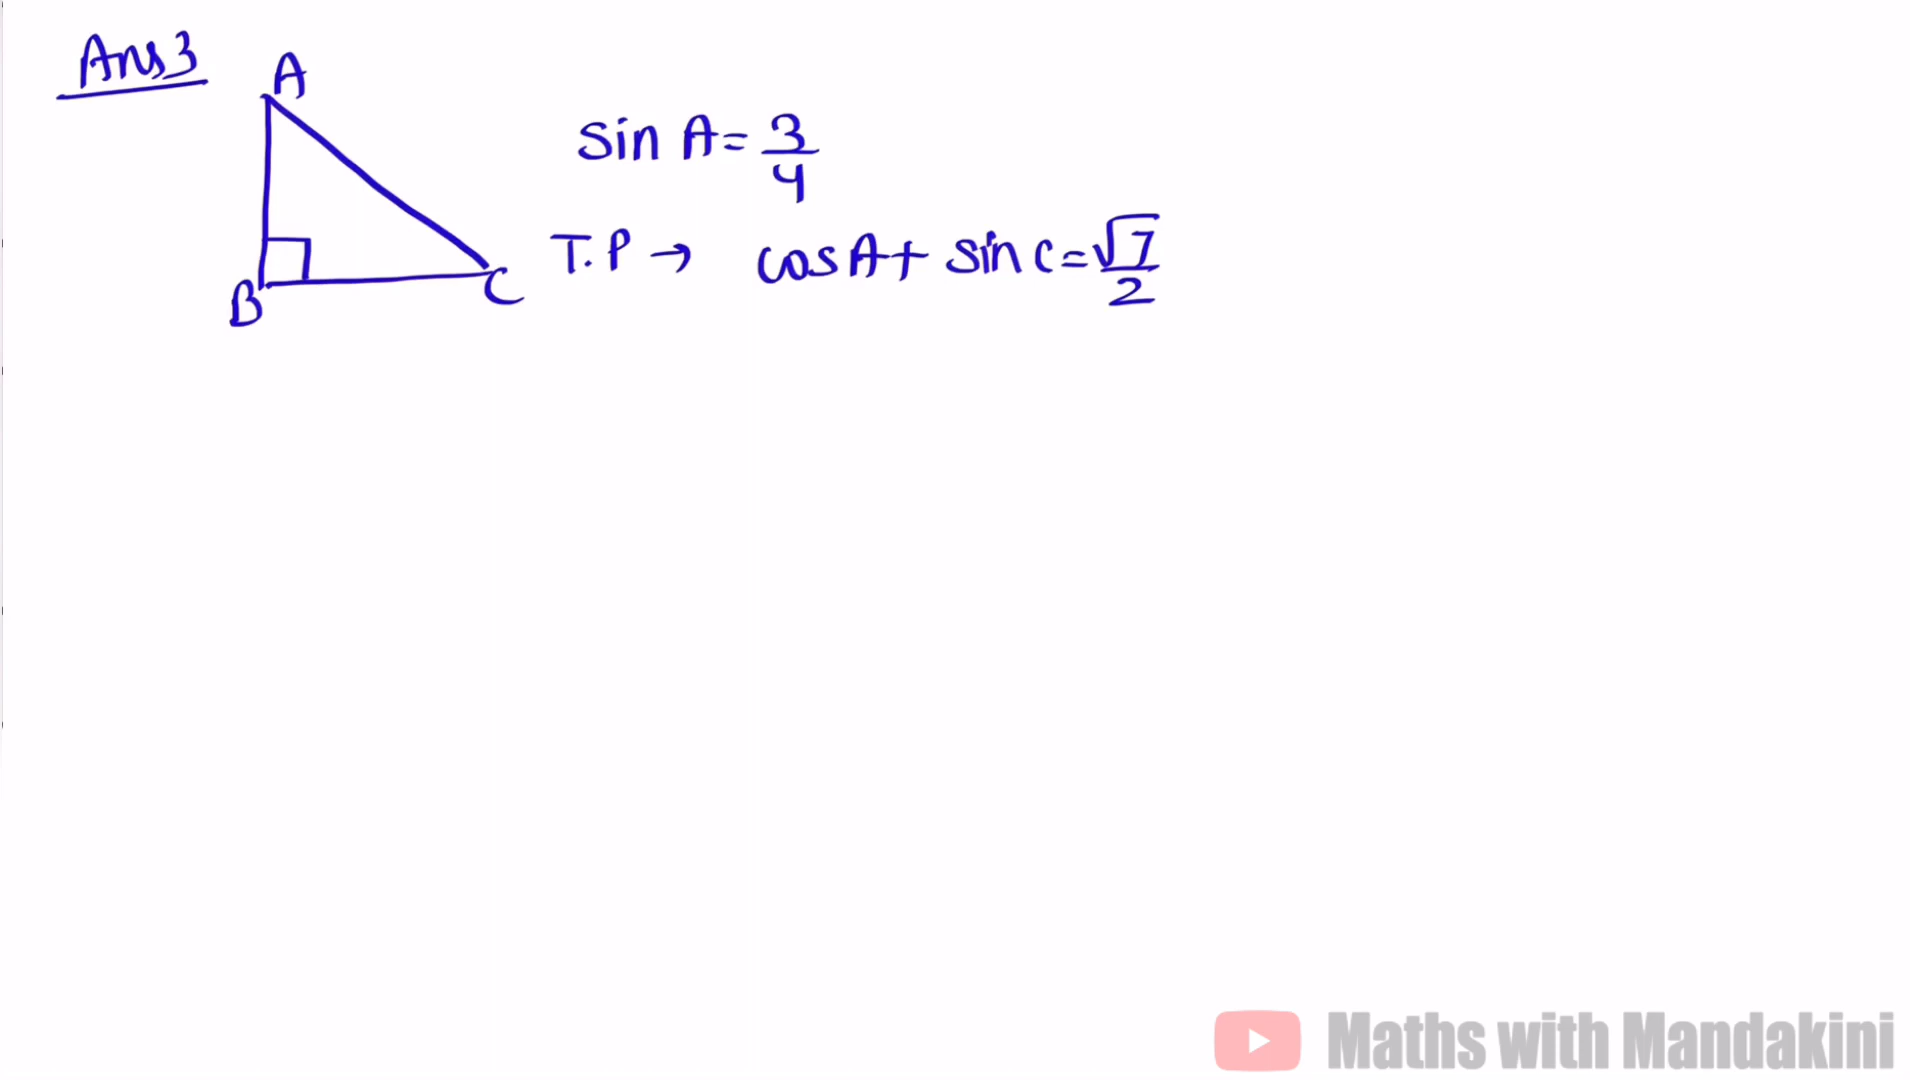 Ans 3
A
sin A = 3/4
T.P → cos A + sin C = √7/2
B
C
Maths with Mandakini